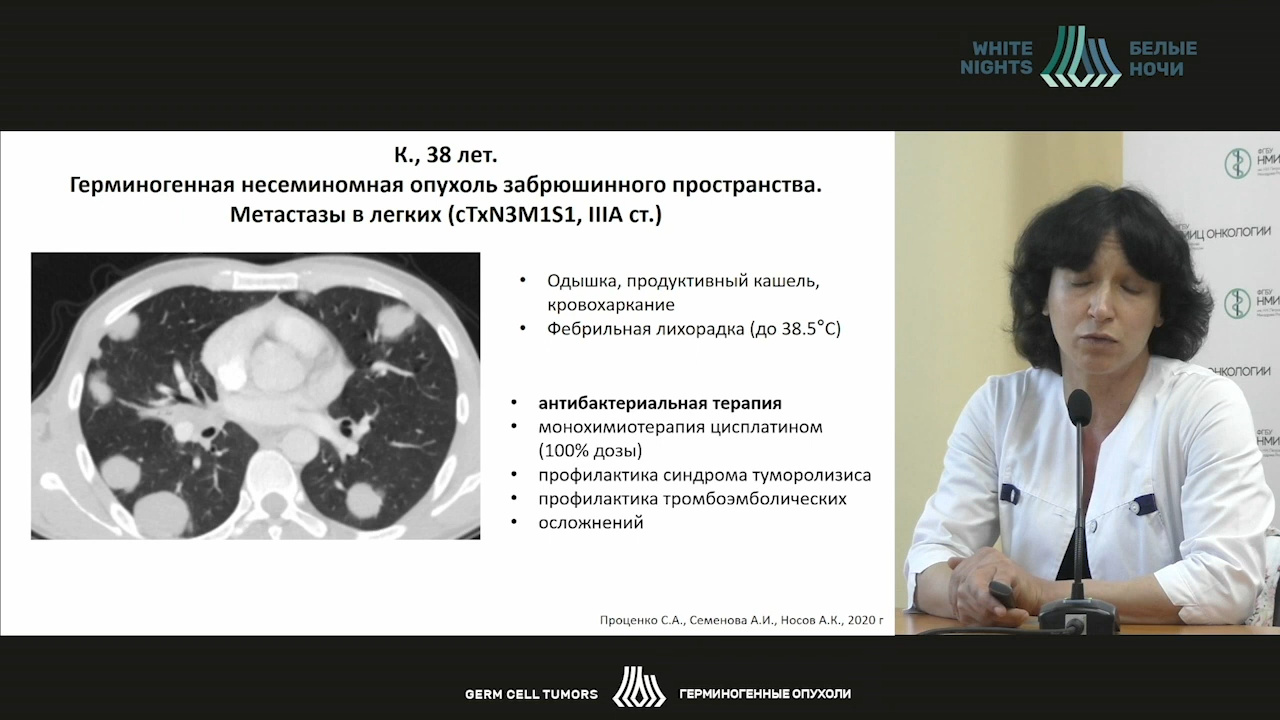 WHITE
NIGHTS
БЕЛЫЕ
НОЧИ
К., 38 лет.
Герминогенная несеминомная опухоль забрюшинного пространства.
Метастазы в легких (cTxN3M1S1, IIIA ст.)
• Одышка, продуктивный кашель,
кровохаркание
• Фебрильная лихорадка (до 38.5°С)
• антибактериальная терапия
• монохимиотерапия цисплатином
(100% дозы)
• профилактика синдрома туморолизиса
• профилактика тромбоэмболических
• осложнений
Проценко С.А., Семенова А.И., Носов А.К., 2020 г
ФГБУ
НМИЦ ОНКОЛОГИИ
ФГБУ
GERM CELL TUMORS
ГЕРМИНОГЕННЫЕ ОПУХОЛИ